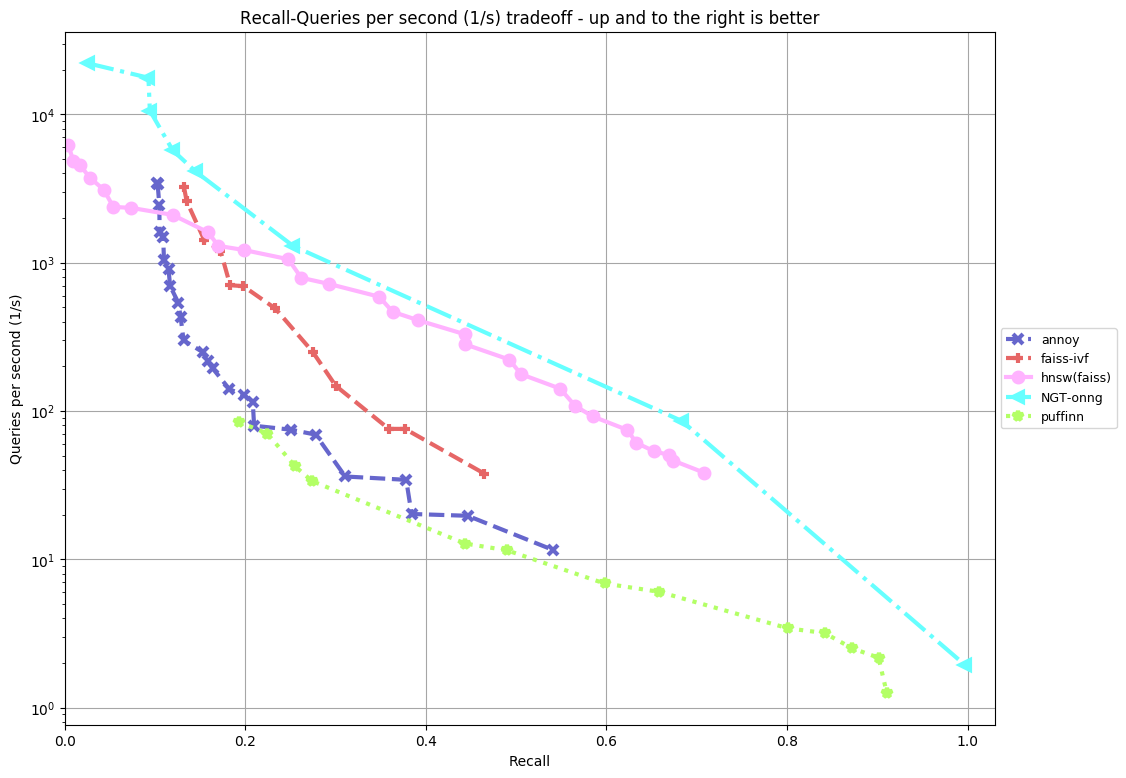 Recall-Queries per second (1/s) tradeoff - up and to the right is better
Queries per second (1/s)
10^4
10^3
10^2
10^1
10^0
0.0 0.2 0.4 0.6 0.8 1.0
Recall
annoy
faiss-ivf
hnsw(faiss)
NGT-onng
puffinn